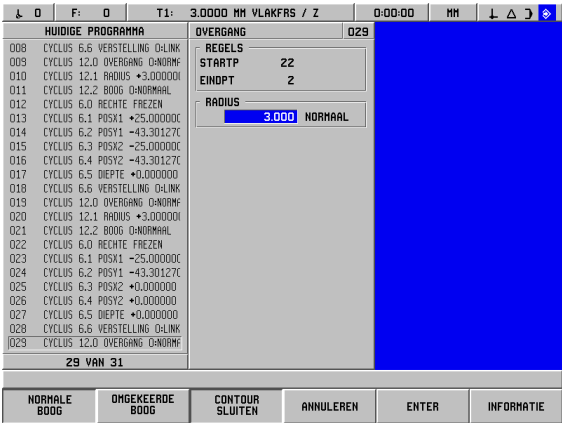 0 F: 0 T1: 3.0000 MM VLAKFRS / Z 0:00:00 MM
HUIDIGE PROGRAMMA
008 CYCLUS 6.6 VERSTELLING 0:LINK
009 CYCLUS 12.0 OVERGANG 0:NORMA
010 CYCLUS 12.1 RADIUS +3.000000
011 CYCLUS 12.2 BOOG 0:NORMAAL
012 CYCLUS 6.0 RECHTE FREZEN
013 CYCLUS 6.1 POSX1 +25.000000
014 CYCLUS 6.2 POSY1 -43.301270
015 CYCLUS 6.3 POSX2 -25.000000
016 CYCLUS 6.4 POSY2 -43.301270
017 CYCLUS 6.5 DIEPTE +0.000000
018 CYCLUS 6.6 VERSTELLING 0:LINK
019 CYCLUS 12.0 OVERGANG 0:NORMA
020 CYCLUS 12.1 RADIUS +3.000000
021 CYCLUS 12.2 BOOG 0:NORMAAL
022 CYCLUS 6.0 RECHTE FREZEN
023 CYCLUS 6.1 POSX1 -25.000000
024 CYCLUS 6.2 POSY1 -43.301270
025 CYCLUS 6.3 POSX2 +0.000000
026 CYCLUS 6.4 POSY2 +0.000000
027 CYCLUS 6.5 DIEPTE +0.000000
028 CYCLUS 6.6 VERSTELLING 0:LINK
029 CYCLUS 12.0 OVERGANG 0:NORMA
29 VAN 31
OVERGANG 029
REGELS
STARTP 22
EINDPT 2
RADIUS
3.000 NORMAAL
NORMALE BOOG
OMGEKEERDE BOOG
CONTOUR SLUITEN
ANNULEREN
ENTER
INFORMATIE